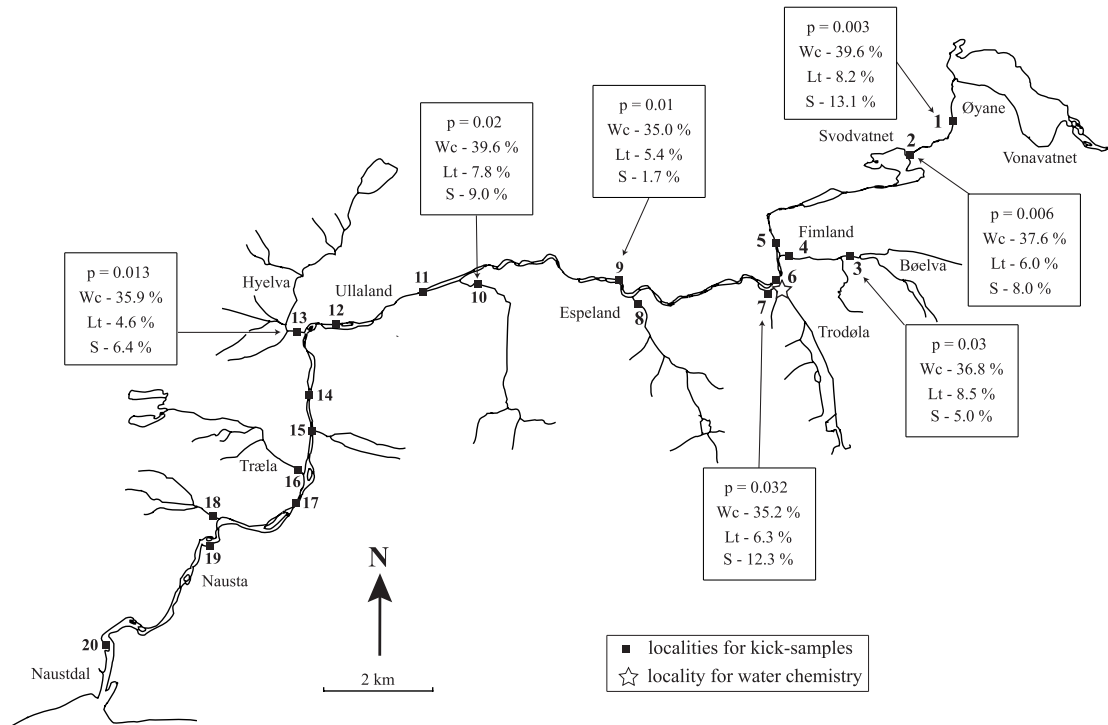 p = 0.003
Wc - 39.6 %
Lt - 8.2 %
S - 13.1 %
1
Øyane
Svodvatnet
2
Vonavatnet
p = 0.02
Wc - 39.6 %
Lt - 7.8 %
S - 9.0 %
p = 0.01
Wc - 35.0 %
Lt - 5.4 %
S - 1.7 %
p = 0.006
Wc - 37.6 %
Lt - 6.0 %
S - 8.0 %
5
4
Fimland
3
Bøelva
p = 0.013
Wc - 35.9 %
Lt - 4.6 %
S - 6.4 %
Hyelva
Ullaland
11
10
9
Espeland
8
6
7
Trodøla
13
12
p = 0.03
Wc - 36.8 %
Lt - 8.5 %
S - 5.0 %
14
15
Træla
16
17
p = 0.032
Wc - 35.2 %
Lt - 6.3 %
S - 12.3 %
18
19
Nausta
N
20
Naustdal
2 km
localities for kick-samples
locality for water chemistry